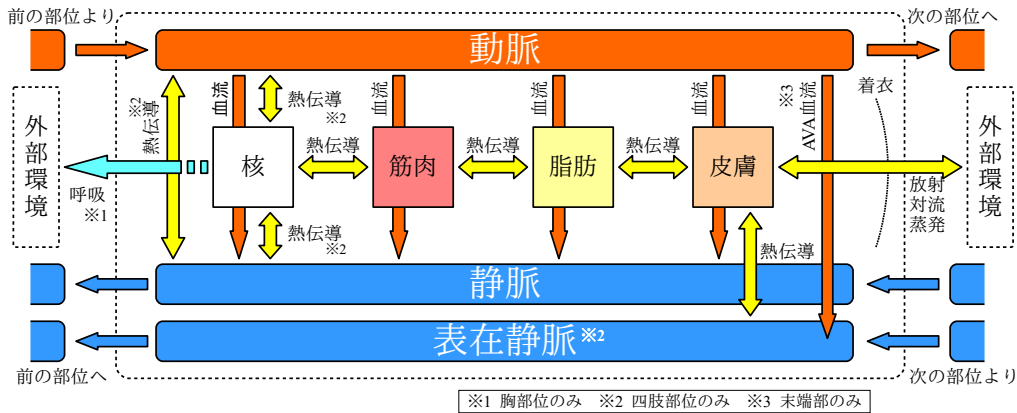 前の部位より
次の部位へ
動脈
※2
熱伝導
血流
熱伝導
※2
血流
血流
血流
※3
AVA血流
着衣
外部環境
核
熱伝導
筋肉
熱伝導
脂肪
熱伝導
皮膚
外部環境
呼吸
※1
放射
対流
蒸発
熱伝導
※2
熱伝導
静脈
表在静脈※2
前の部位へ
次の部位より
※1 胸部位のみ ※2 四肢部位のみ ※3 末端部のみ